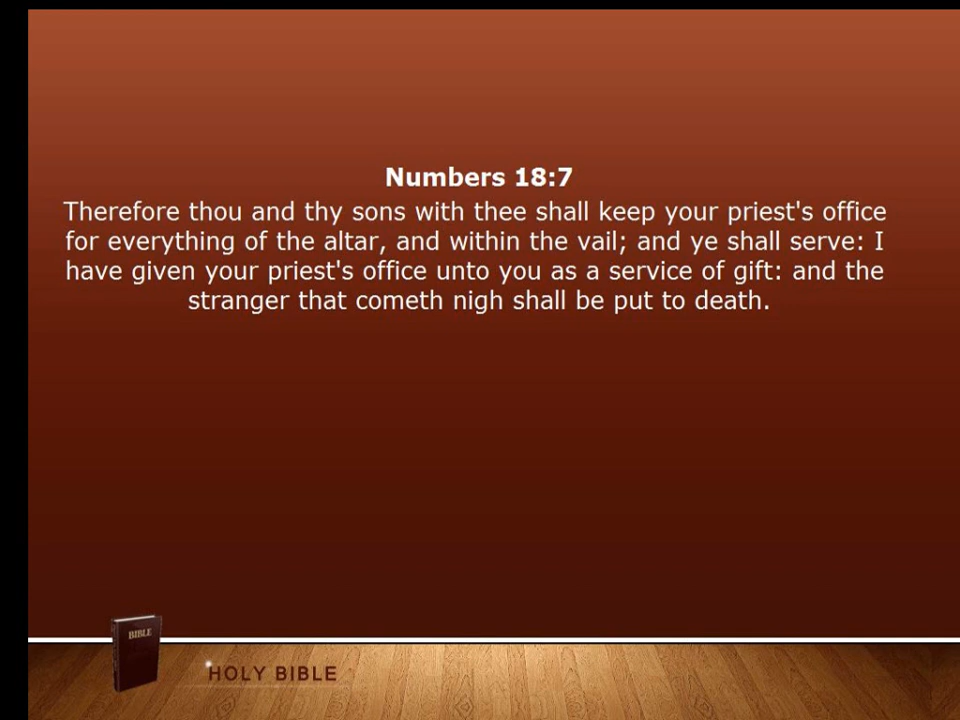 Numbers 18:7
Therefore thou and thy sons with thee shall keep your priest's office
for everything of the altar, and within the vail; and ye shall serve: I
have given your priest's office unto you as a service of gift: and the
stranger that cometh nigh shall be put to death.
BIBLE
HOLY BIBLE